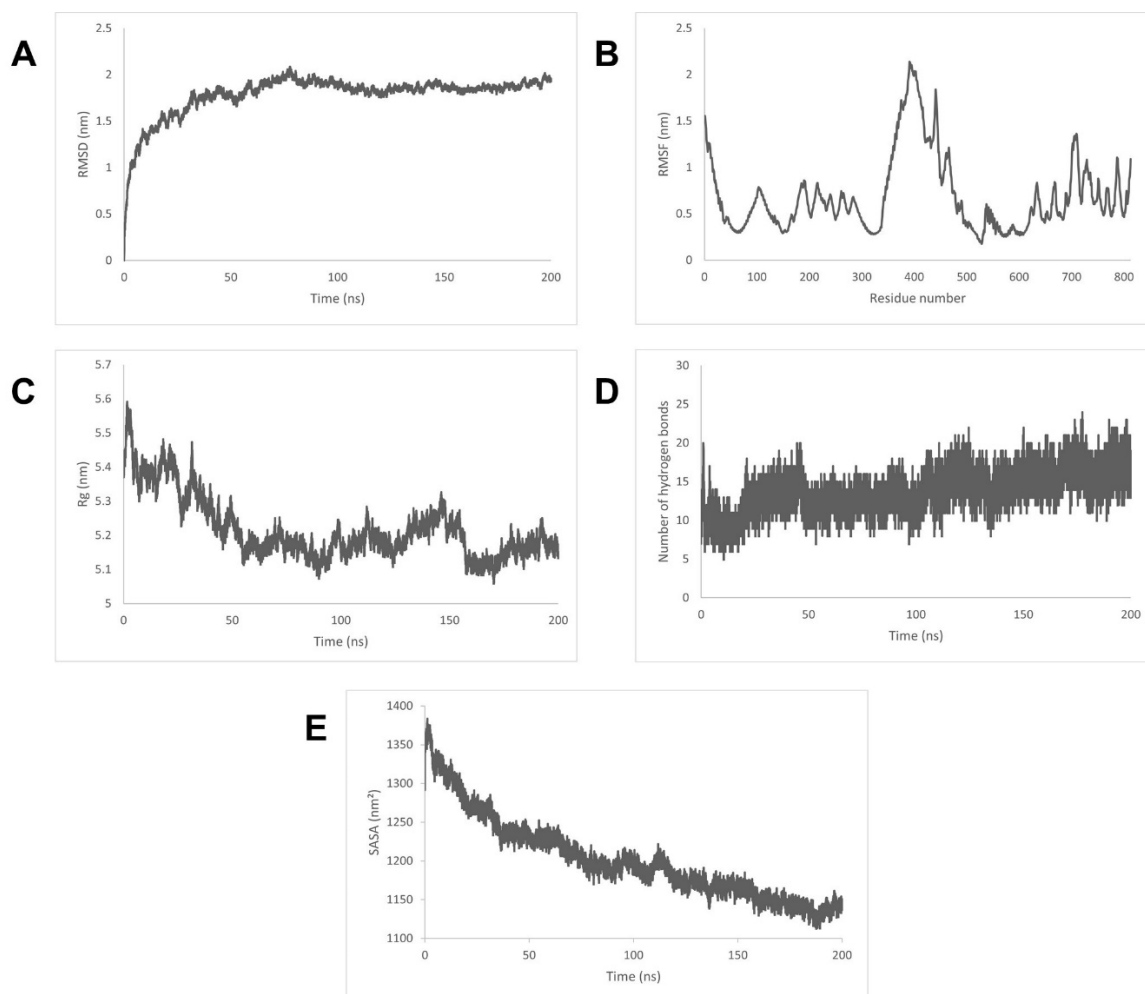 A
RMSD (nm)
2.5
2
1.5
1
0.5
0
0 50 100 150 200
Time (ns)
B
RMSF (nm)
2.5
2
1.5
1
0.5
0
0 100 200 300 400 500 600 700 800
Residue number
C
Rg (nm)
5.7
5.6
5.5
5.4
5.3
5.2
5.1
5
0 50 100 150 200
Time (ns)
D
Number of hydrogen bonds
30
25
20
15
10
5
0
0 50 100 150 200
Time (ns)
E
SASA (nm²)
1400
1350
1300
1250
1200
1150
1100
0 50 100 150 200
Time (ns)